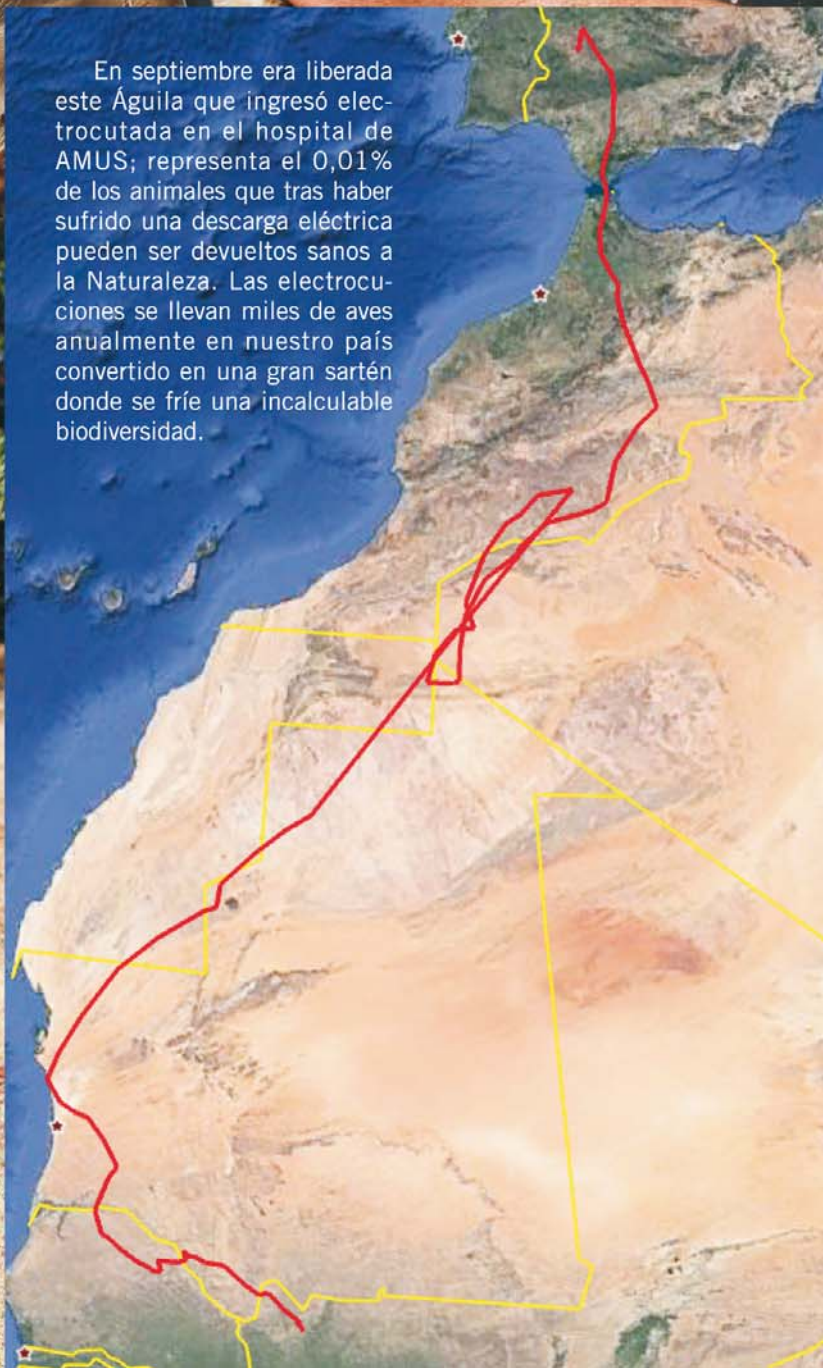 En septiembre era liberada
este Águila que ingresó elec-
trocutada en el hospital de
AMUS; representa el 0,01%
de los animales que tras haber
sufrido una descarga eléctrica
pueden ser devueltos sanos a
la Naturaleza. Las electrocu-
ciones se llevan miles de aves
anualmente en nuestro país
convertido en una gran sartén
donde se fríe una incalculable
biodiversidad.